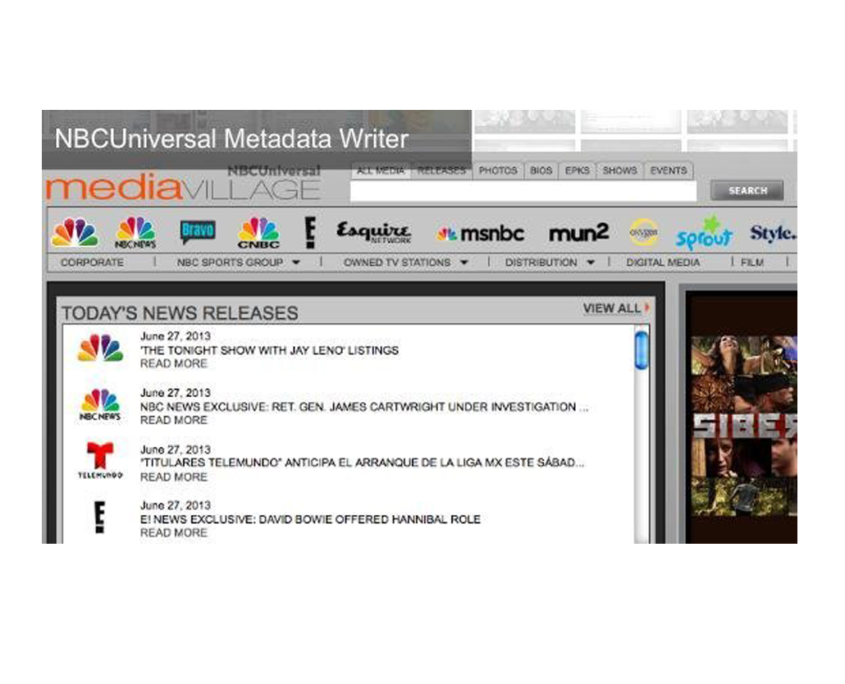 NBCUniversal Metadata Writer
NBCUniversal
mediaVILLAGE
ALL MEDIA RELEASES PHOTOS BIOS EPKS SHOWS EVENTS
SEARCH
NBC NEWS Bravo CNBC E! Esquire NETWORK msnbc mun2 oxygen sprout Style.
CORPORATE | NBC SPORTS GROUP | OWNED TV STATIONS | DISTRIBUTION | DIGITAL MEDIA | FILM |
TODAY'S NEWS RELEASES
VIEW ALL
June 27, 2013
'THE TONIGHT SHOW WITH JAY LENO' LISTINGS
READ MORE
NBC NEWS
June 27, 2013
NBC NEWS EXCLUSIVE: RET. GEN. JAMES CARTWRIGHT UNDER INVESTIGATION ...
READ MORE
TELEMUNDO
June 27, 2013
"TITULARES TELEMUNDO" ANTICIPA EL ARRANQUE DE LA LIGA MX ESTE SÁBAD...
READ MORE
E!
June 27, 2013
E! NEWS EXCLUSIVE: DAVID BOWIE OFFERED HANNIBAL ROLE
READ MORE
SIBER